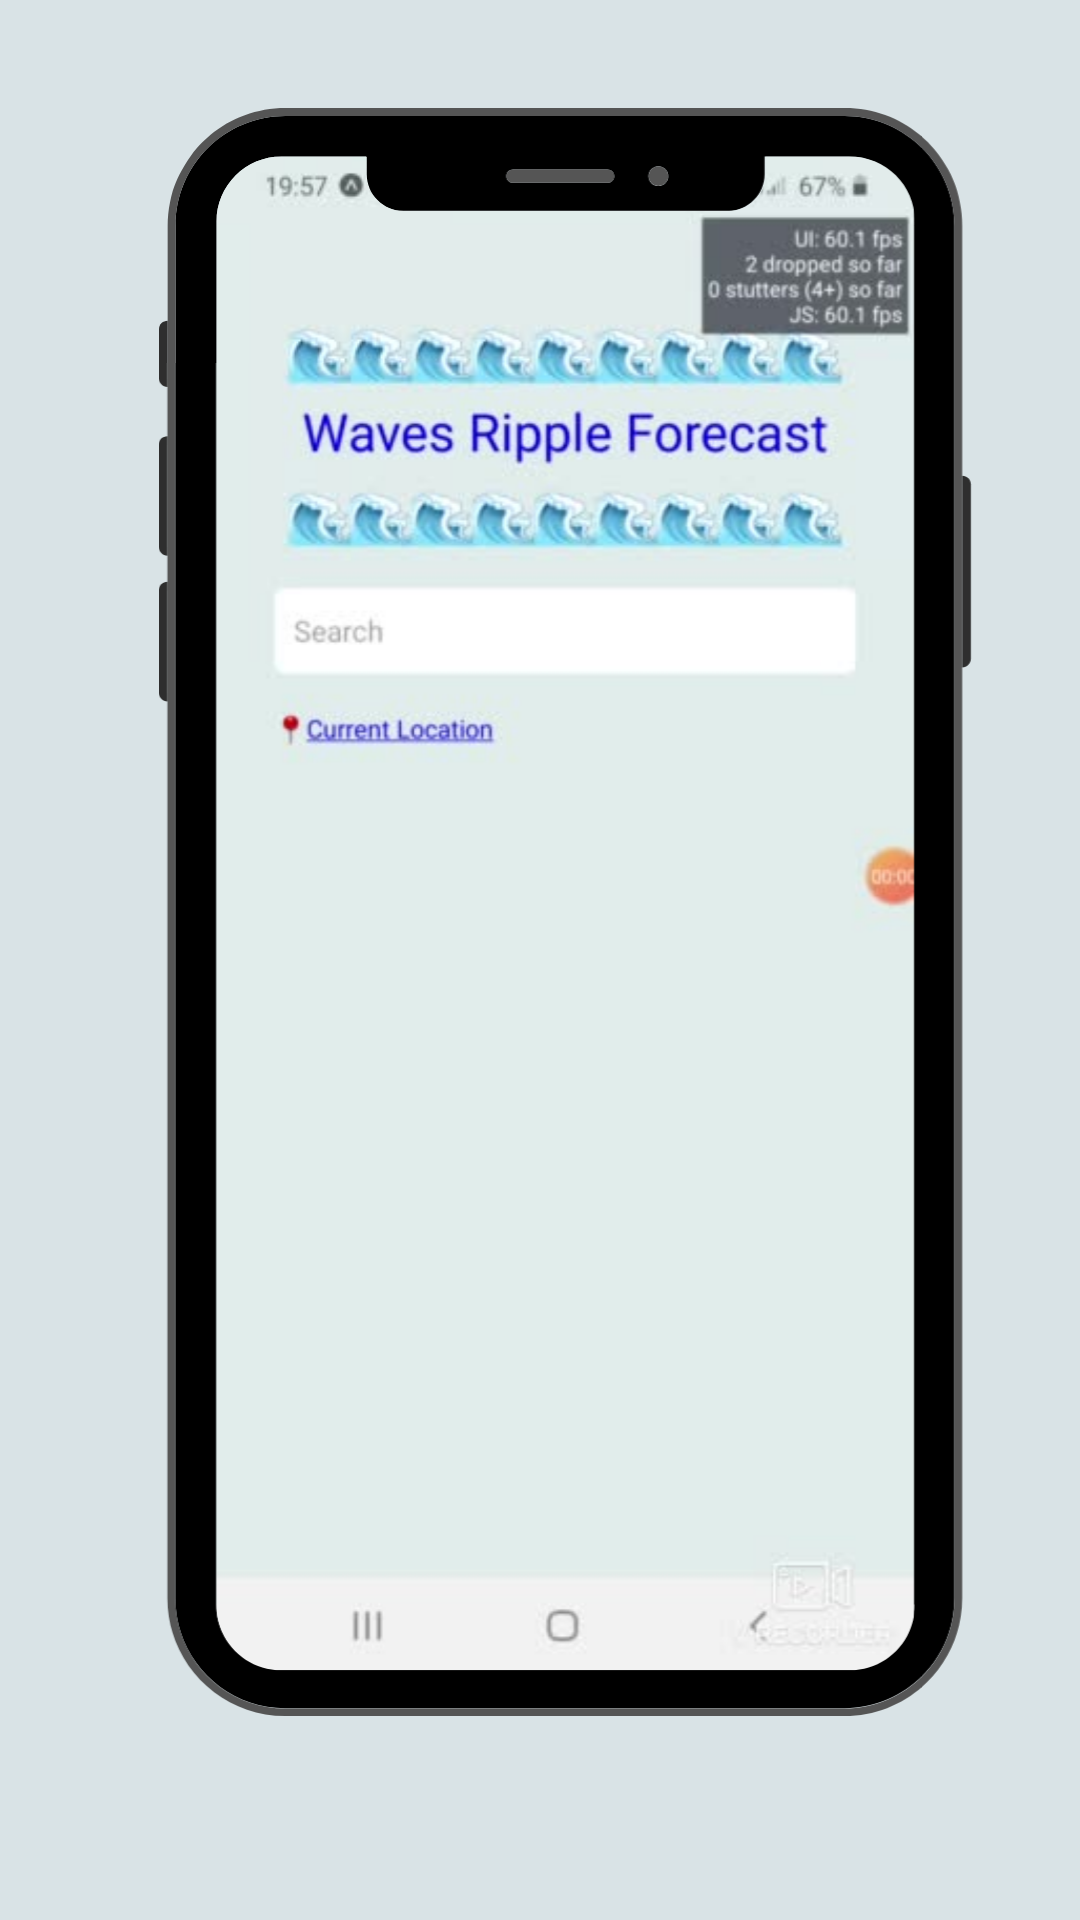 19:57
67%
UI: 60.1 fps
2 dropped so far
0 stutters (4+) so far
JS: 60.1 fps
Waves Ripple Forecast
Search
Current Location
00:00
RECORDER